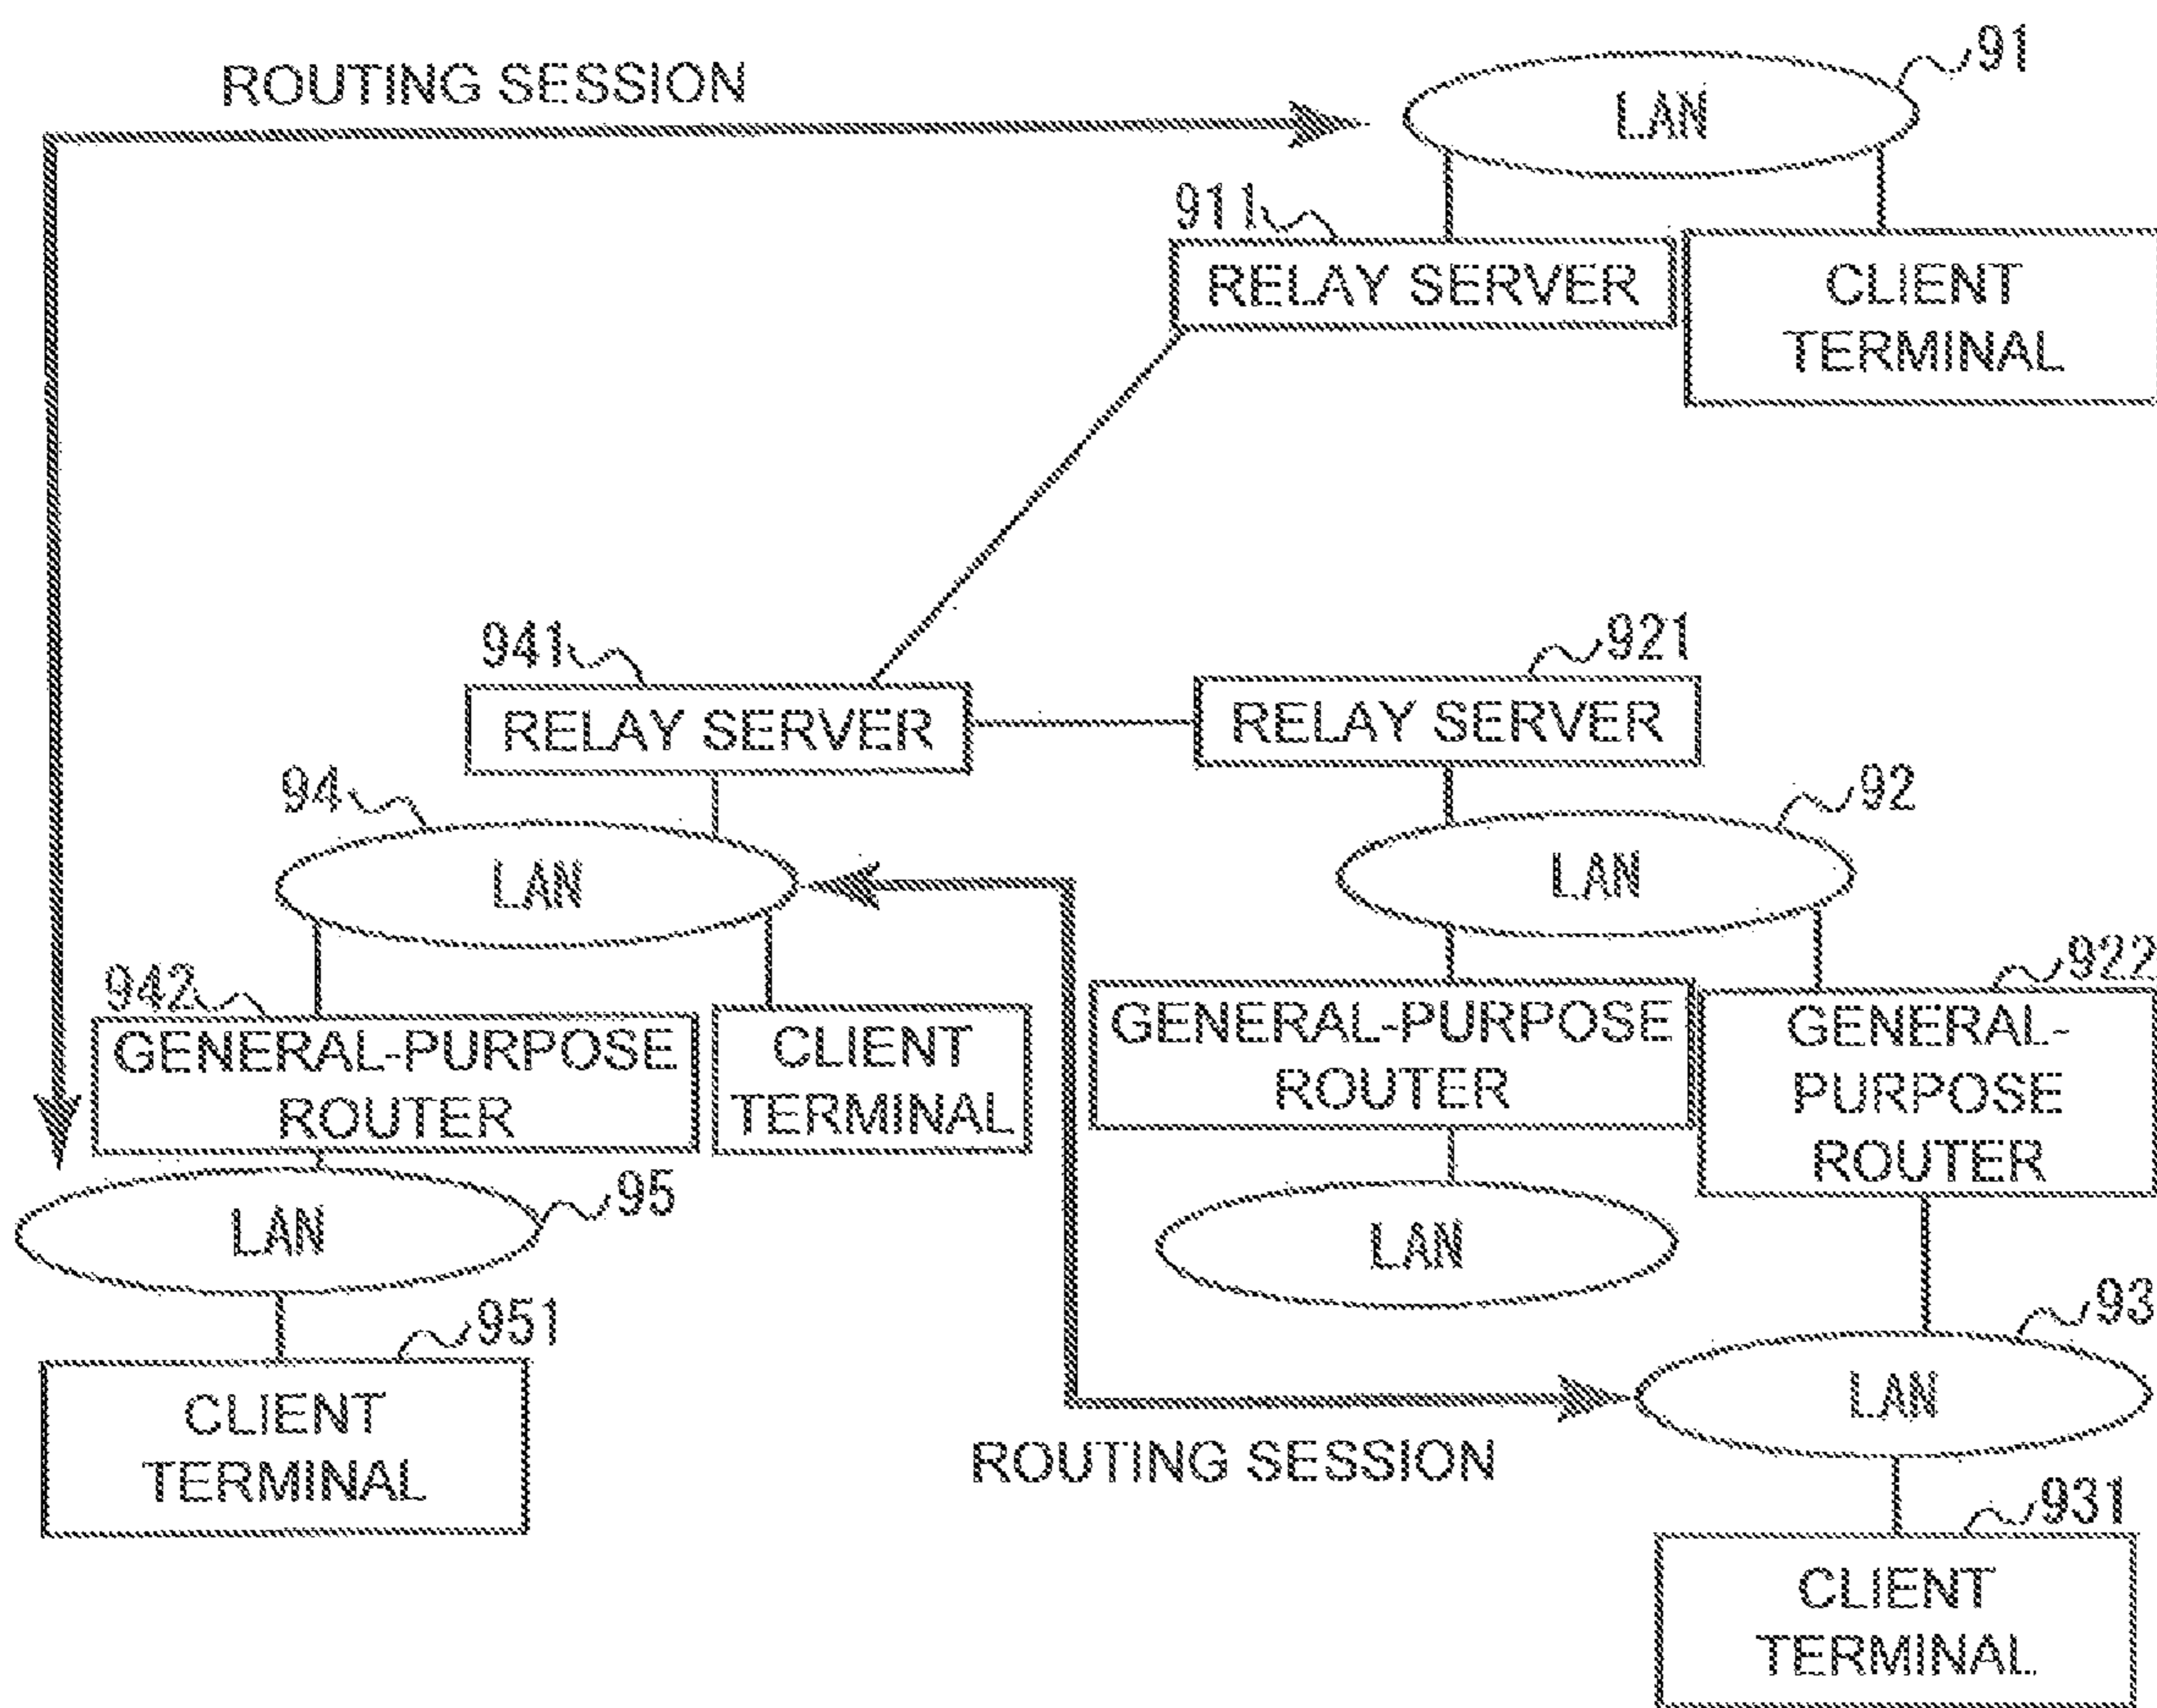 ROUTING SESSION
91
LAN
911
RELAY SERVER
CLIENT
TERMINAL
941
921
RELAY SERVER
RELAY SERVER
94
92
LAN
LAN
942
922
GENERAL-PURPOSE
ROUTER
CLIENT
TERMINAL
GENERAL-PURPOSE
ROUTER
GENERAL-
PURPOSE
ROUTER
95
LAN
LAN
951
93
CLIENT
TERMINAL
LAN
ROUTING SESSION
931
CLIENT
TERMINAL